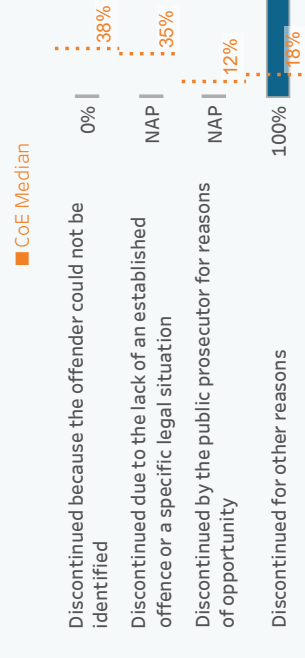 CoE Median
Discontinued because the offender could not be
identified
0%
38%
Discontinued due to the lack of an established
offence or a specific legal situation
NAP
35%
Discontinued by the public prosecutor for reasons
of opportunity
NAP
12%
Discontinued for other reasons
100%
18%